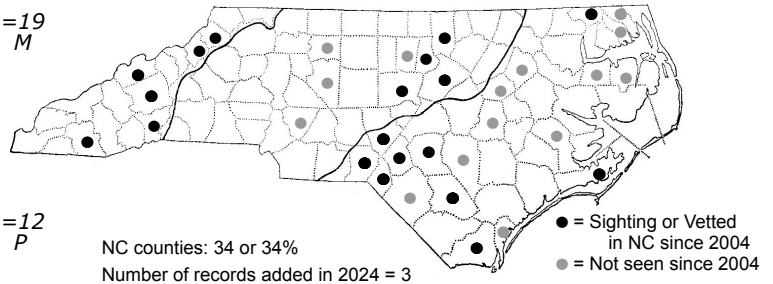 =19
M
=12
P
NC counties: 34 or 34%
Number of records added in 2024 = 3
= Sighting or Vetted
in NC since 2004
= Not seen since 2004